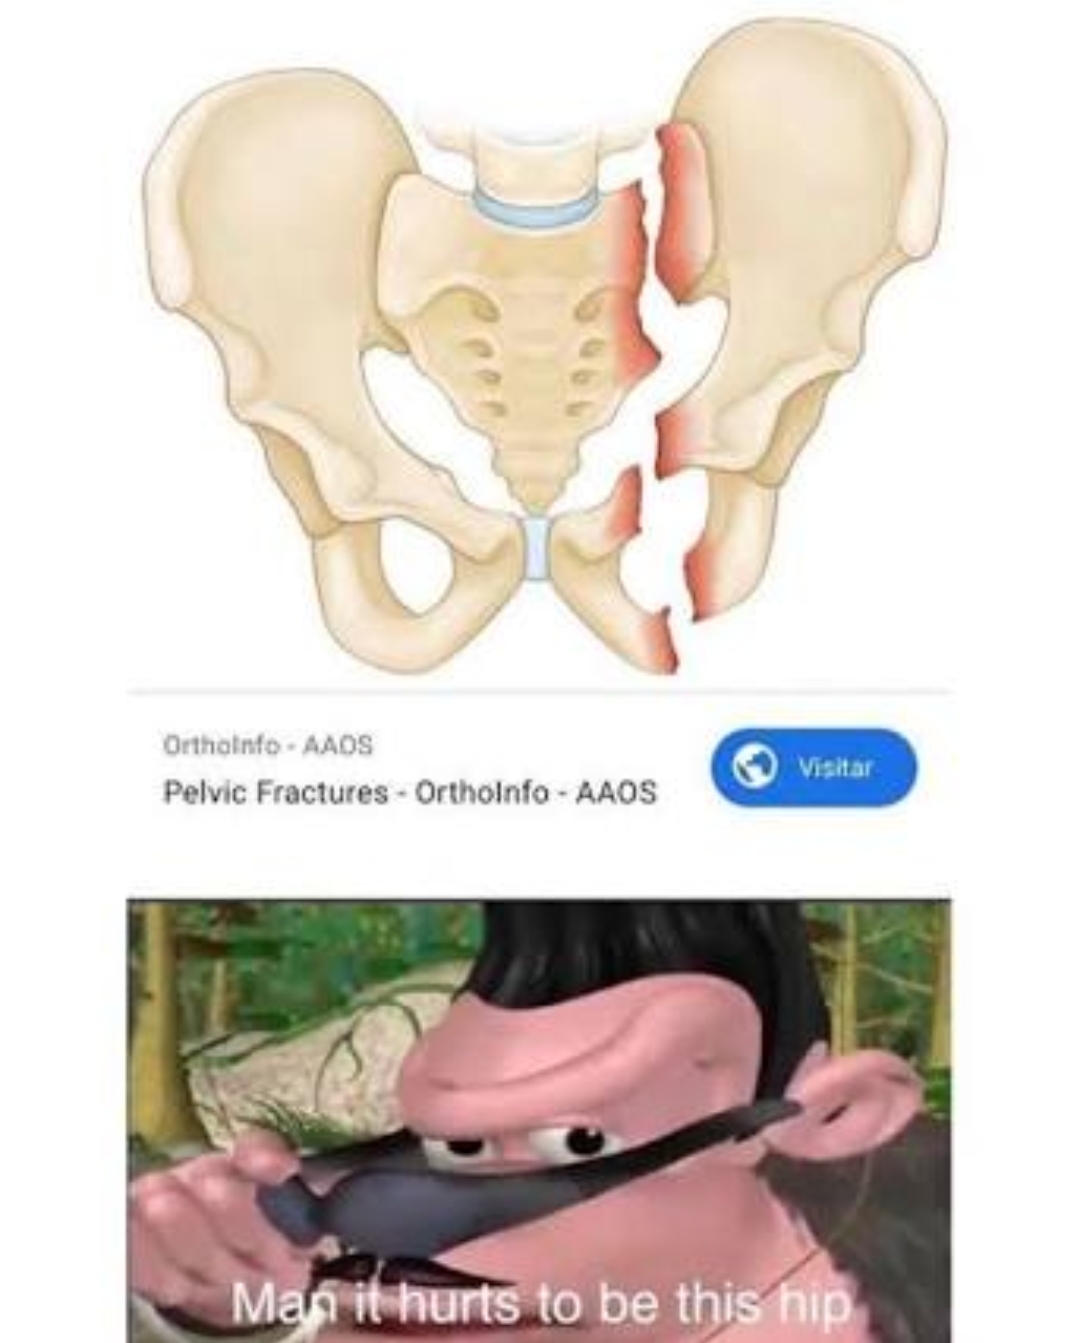 OrthoInfo - AAOS
Pelvic Fractures - OrthoInfo - AAOS
Visitar
Man it hurts to be this hip